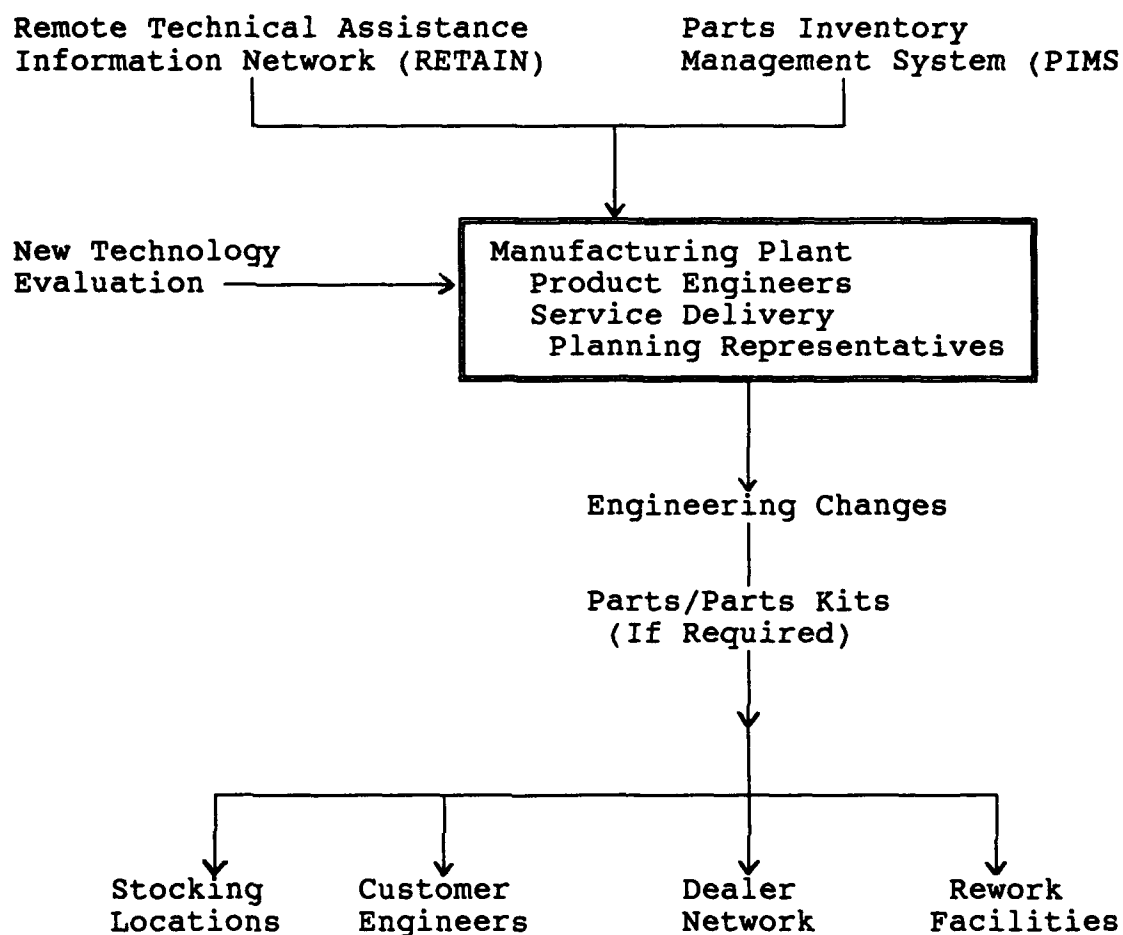 Remote Technical Assistance
Information Network (RETAIN)
Parts Inventory
Management System (PIMS
New Technology
Evaluation
Manufacturing Plant
Product Engineers
Service Delivery
Planning Representatives
Engineering Changes
Parts/Parts Kits
(If Required)
Stocking
Locations
Customer
Engineers
Dealer
Network
Rework
Facilities